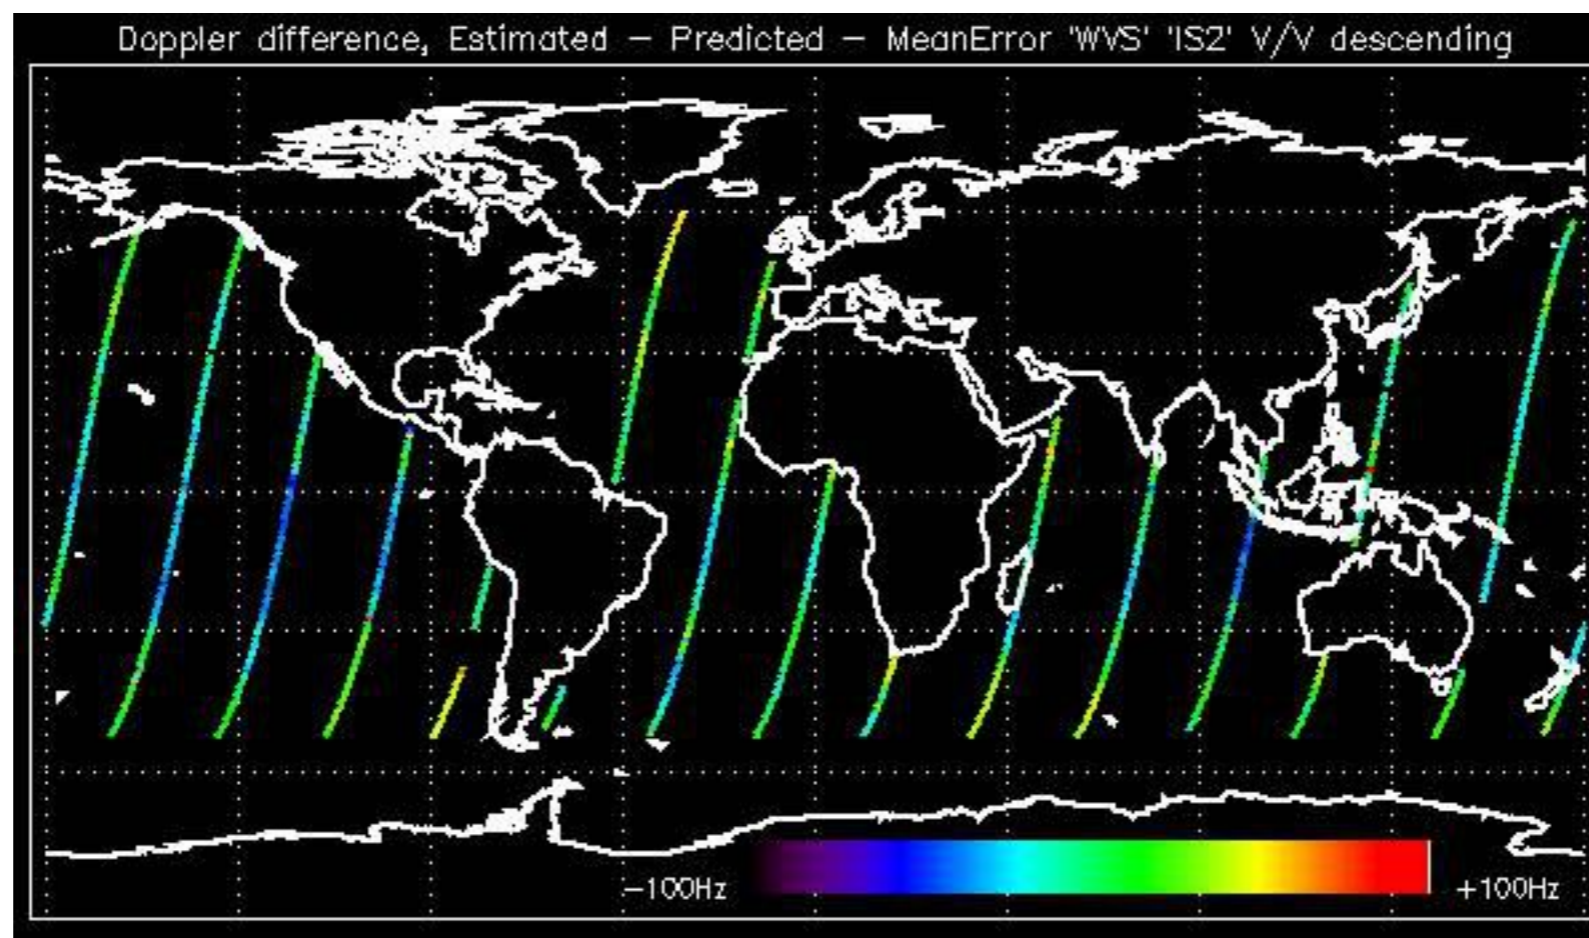 Doppler difference, Estimated – Predicted – MeanError 'WVS' 'IS2' V/V descending
–100Hz +100Hz